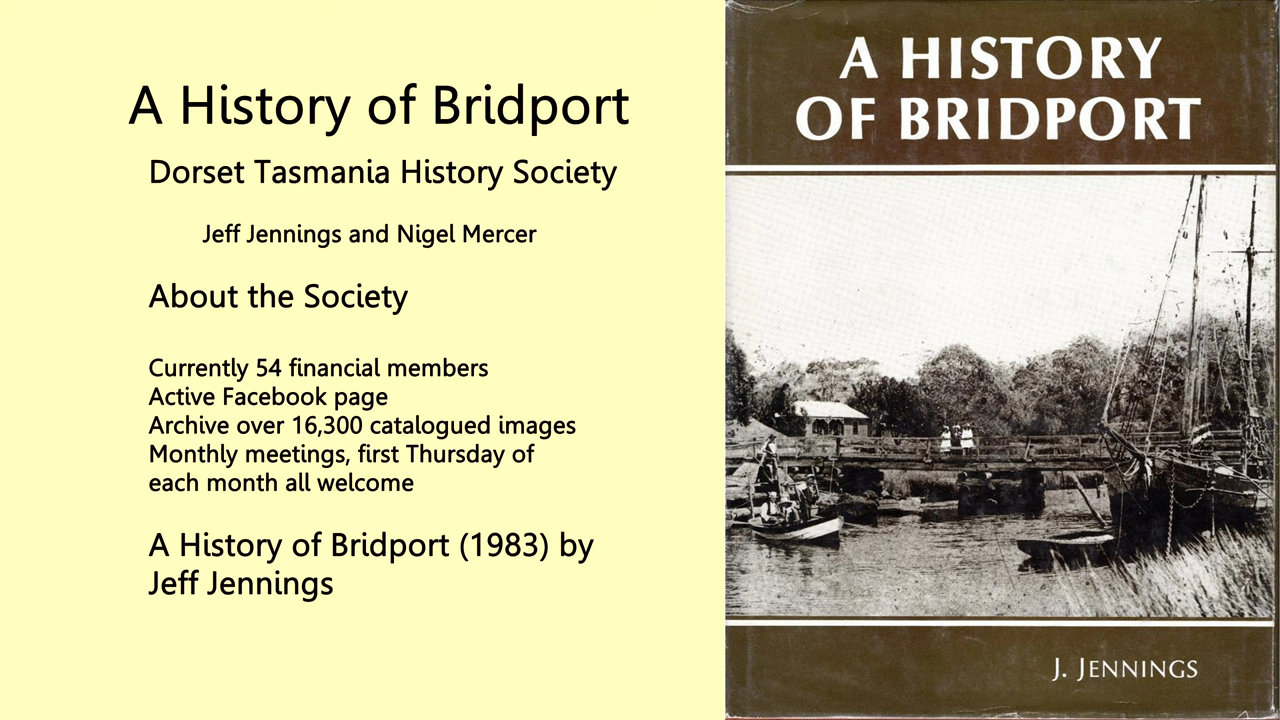 A History of Bridport
Dorset Tasmania History Society
Jeff Jennings and Nigel Mercer
About the Society
Currently 54 financial members
Active Facebook page
Archive over 16,300 catalogued images
Monthly meetings, first Thursday of
each month all welcome
A History of Bridport (1983) by
Jeff Jennings
A HISTORY
OF BRIDPORT
J. JENNINGS